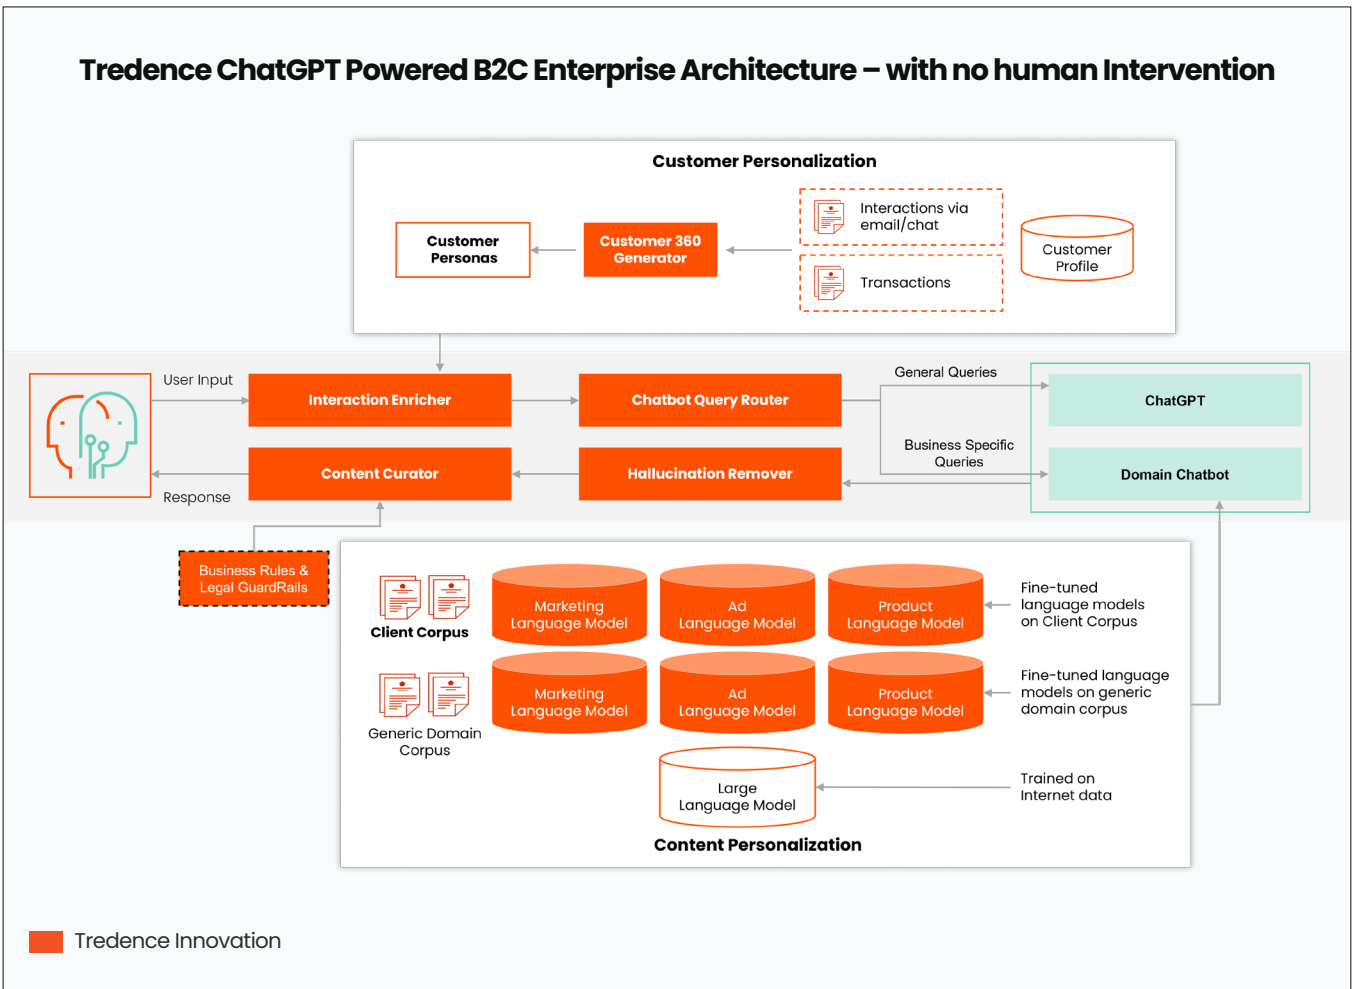 Tredence ChatGPT Powered B2C Enterprise Architecture – with no human Intervention
Customer Personalization
Customer
Personas
Customer 360
Generator
Interactions via
email/chat
Transactions
Customer
Profile
User Input
Interaction Enricher
Chatbot Query Router
General Queries
ChatGPT
Response
Content Curator
Hallucination Remover
Business Specific
Queries
Domain Chatbot
Business Rules &
Legal GuardRails
Client Corpus
Marketing
Language Model
Ad
Language Model
Product
Language Model
Fine-tuned
language models
on Client Corpus
Generic Domain
Corpus
Marketing
Language Model
Ad
Language Model
Product
Language Model
Fine-tuned language
models on generic
domain corpus
Large
Language Model
Trained on
Internet data
Content Personalization
Tredence Innovation